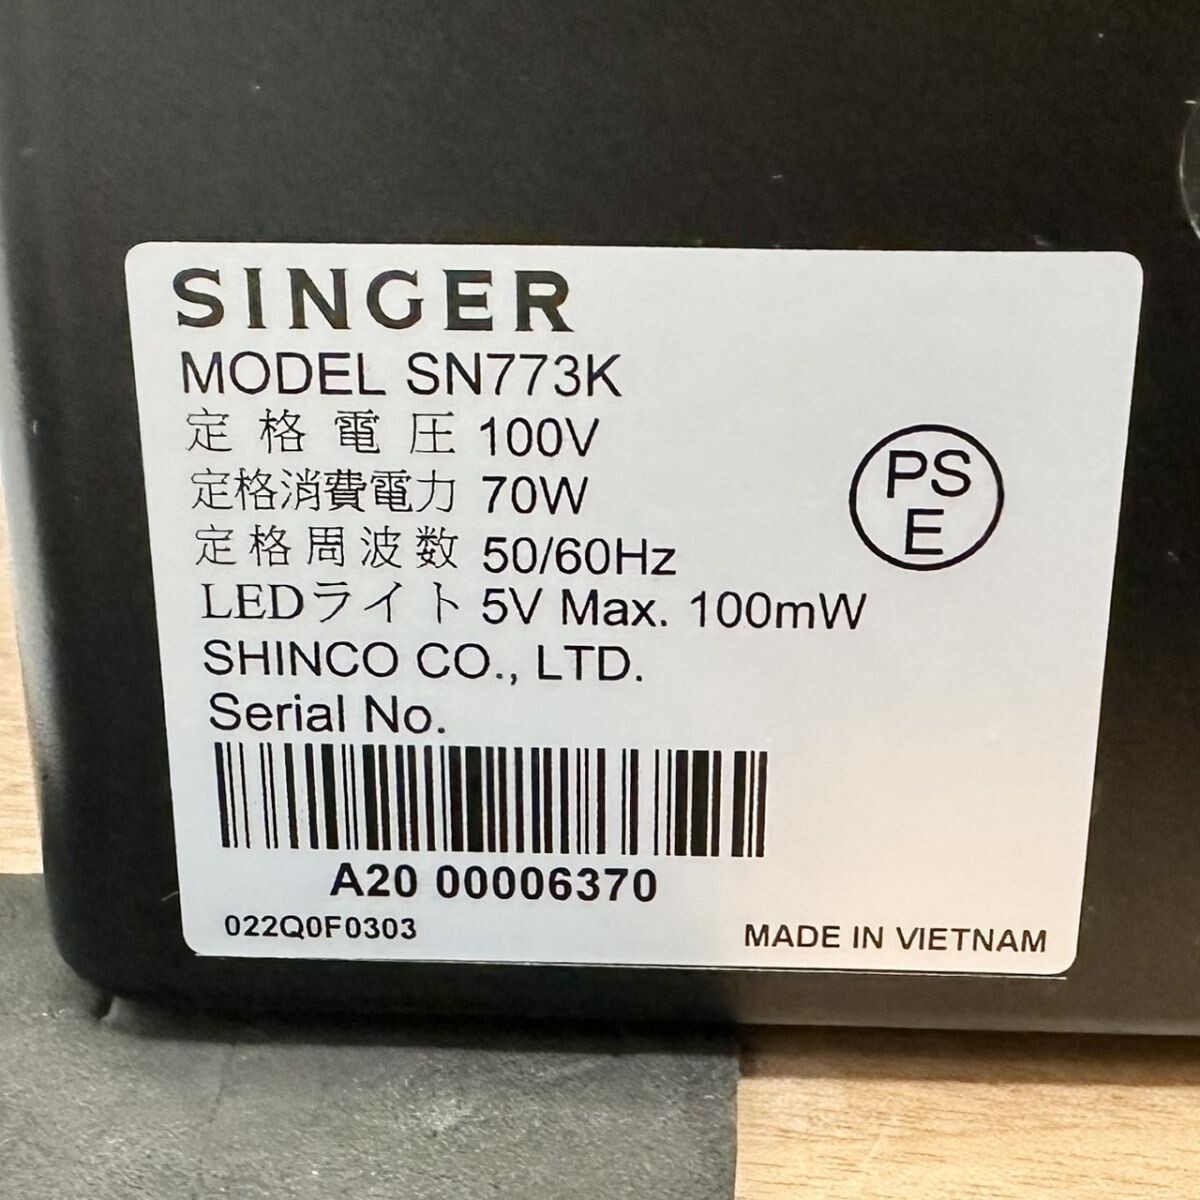 SINGER
MODEL SN773K
定格電圧 100V
定格消費電力 70W
定格周波数 50/60Hz
LEDライト 5V Max. 100mW
SHINCO CO., LTD.
Serial No.
A20 00006370
022Q0F0303
MADE IN VIETNAM
PS
E